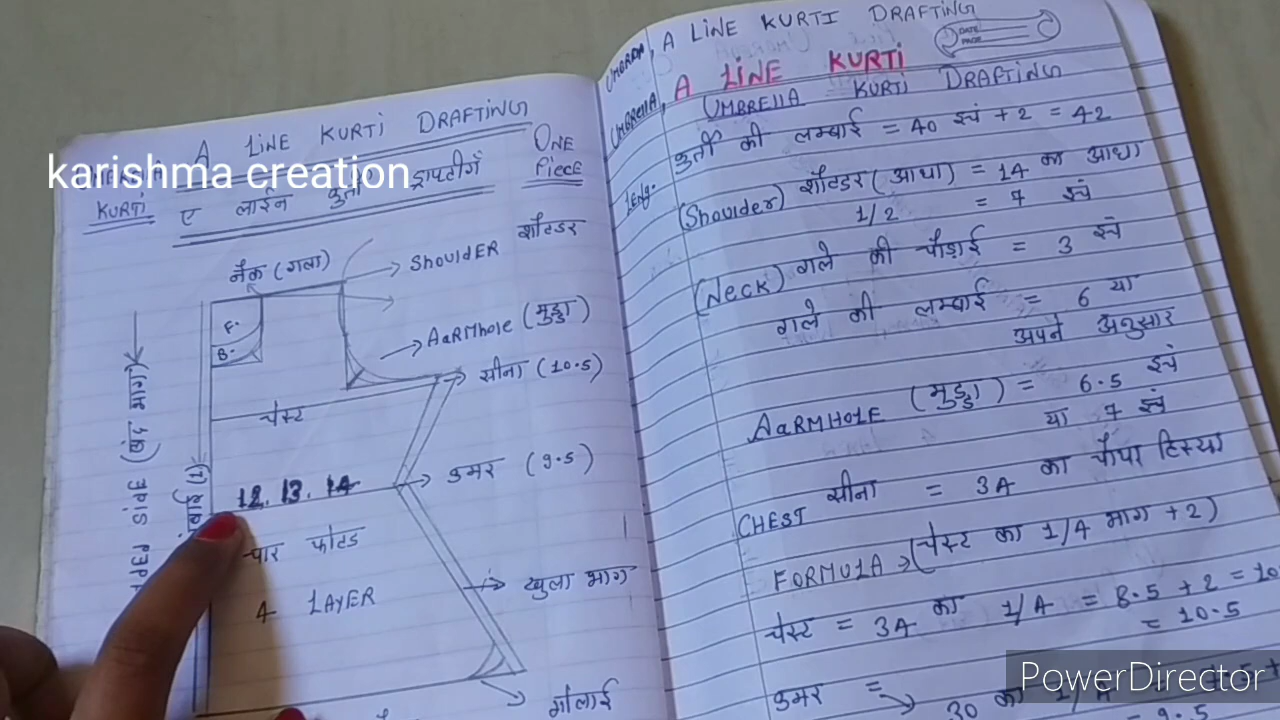 A LINE KURTI DRAFTING
karishma creation
KURTI
ए लाईन कुर्ती ड्राफ्टींगं
ONE
PiecE
नैक (गला)
ShoulDER शौल्डर
F.
B.
AaRMhole (मुड्ढा)
सीना (10.5)
चेस्ट
कमर (9.5)
12. 13. 14
SiDE (बंद भाग)
चार फोल्ड
4 LAYER
खुला भाग
गोलाई
UMBRELLA, A LINE KURTI DRAFTING
DATE
PAGE
A LINE KURTI
UMBRELLA KURTI DRAFTING
कुर्ती की लम्बाई = 40 इंच + 2 = 42
(Shoulder) शौल्डर (आधा) = 14 का आधा
1/2 = 7 इंच
(Neck) गले की चौड़ाई = 3 इंच
गले की लम्बाई = 6 या
अपने अनुसार
AaRMHOLE (मुड्ढा) = 6.5 इंच
या 7 इंच
CHEST सीना = 34 का चौथा हिस्सा
FORMULA → (चेस्ट का 1/4 भाग + 2)
चेस्ट = 34 का 1/4 = 8.5 + 2 = 10
= 10.5
कमर = 30 का 1/4
9.5
PowerDirector